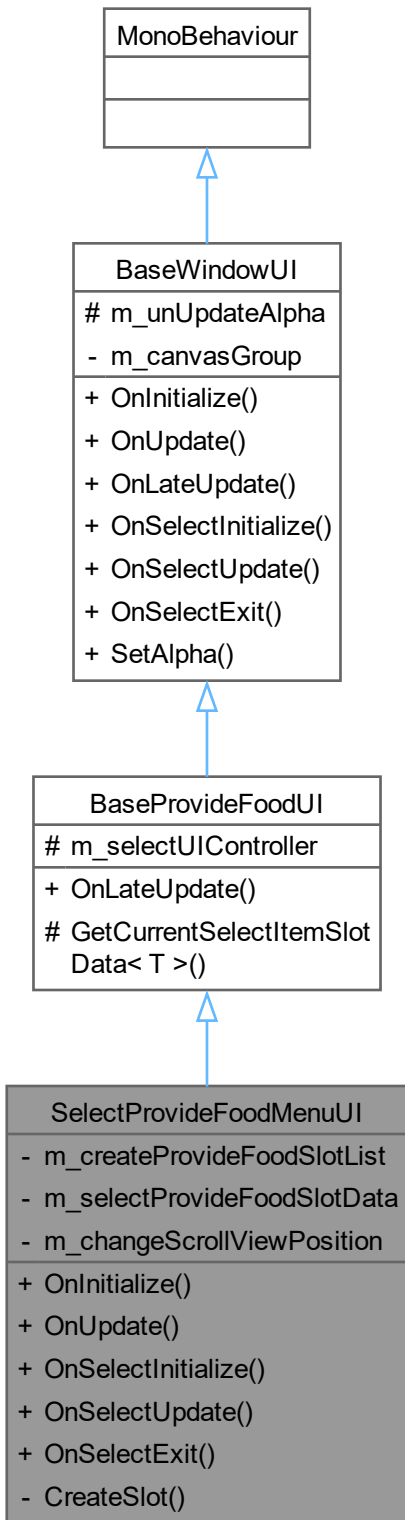 MonoBehaviour
BaseWindowUI
# m_unUpdateAlpha
- m_canvasGroup
+ OnInitialize()
+ OnUpdate()
+ OnLateUpdate()
+ OnSelectInitialize()
+ OnSelectUpdate()
+ OnSelectExit()
+ SetAlpha()
BaseProvideFoodUI
# m_selectUIController
+ OnLateUpdate()
# GetCurrentSelectItemSlot
Data< T >()
SelectProvideFoodMenuUI
- m_createProvideFoodSlotList
- m_selectProvideFoodSlotData
- m_changeScrollViewPosition
+ OnInitialize()
+ OnUpdate()
+ OnSelectInitialize()
+ OnSelectUpdate()
+ OnSelectExit()
- CreateSlot()